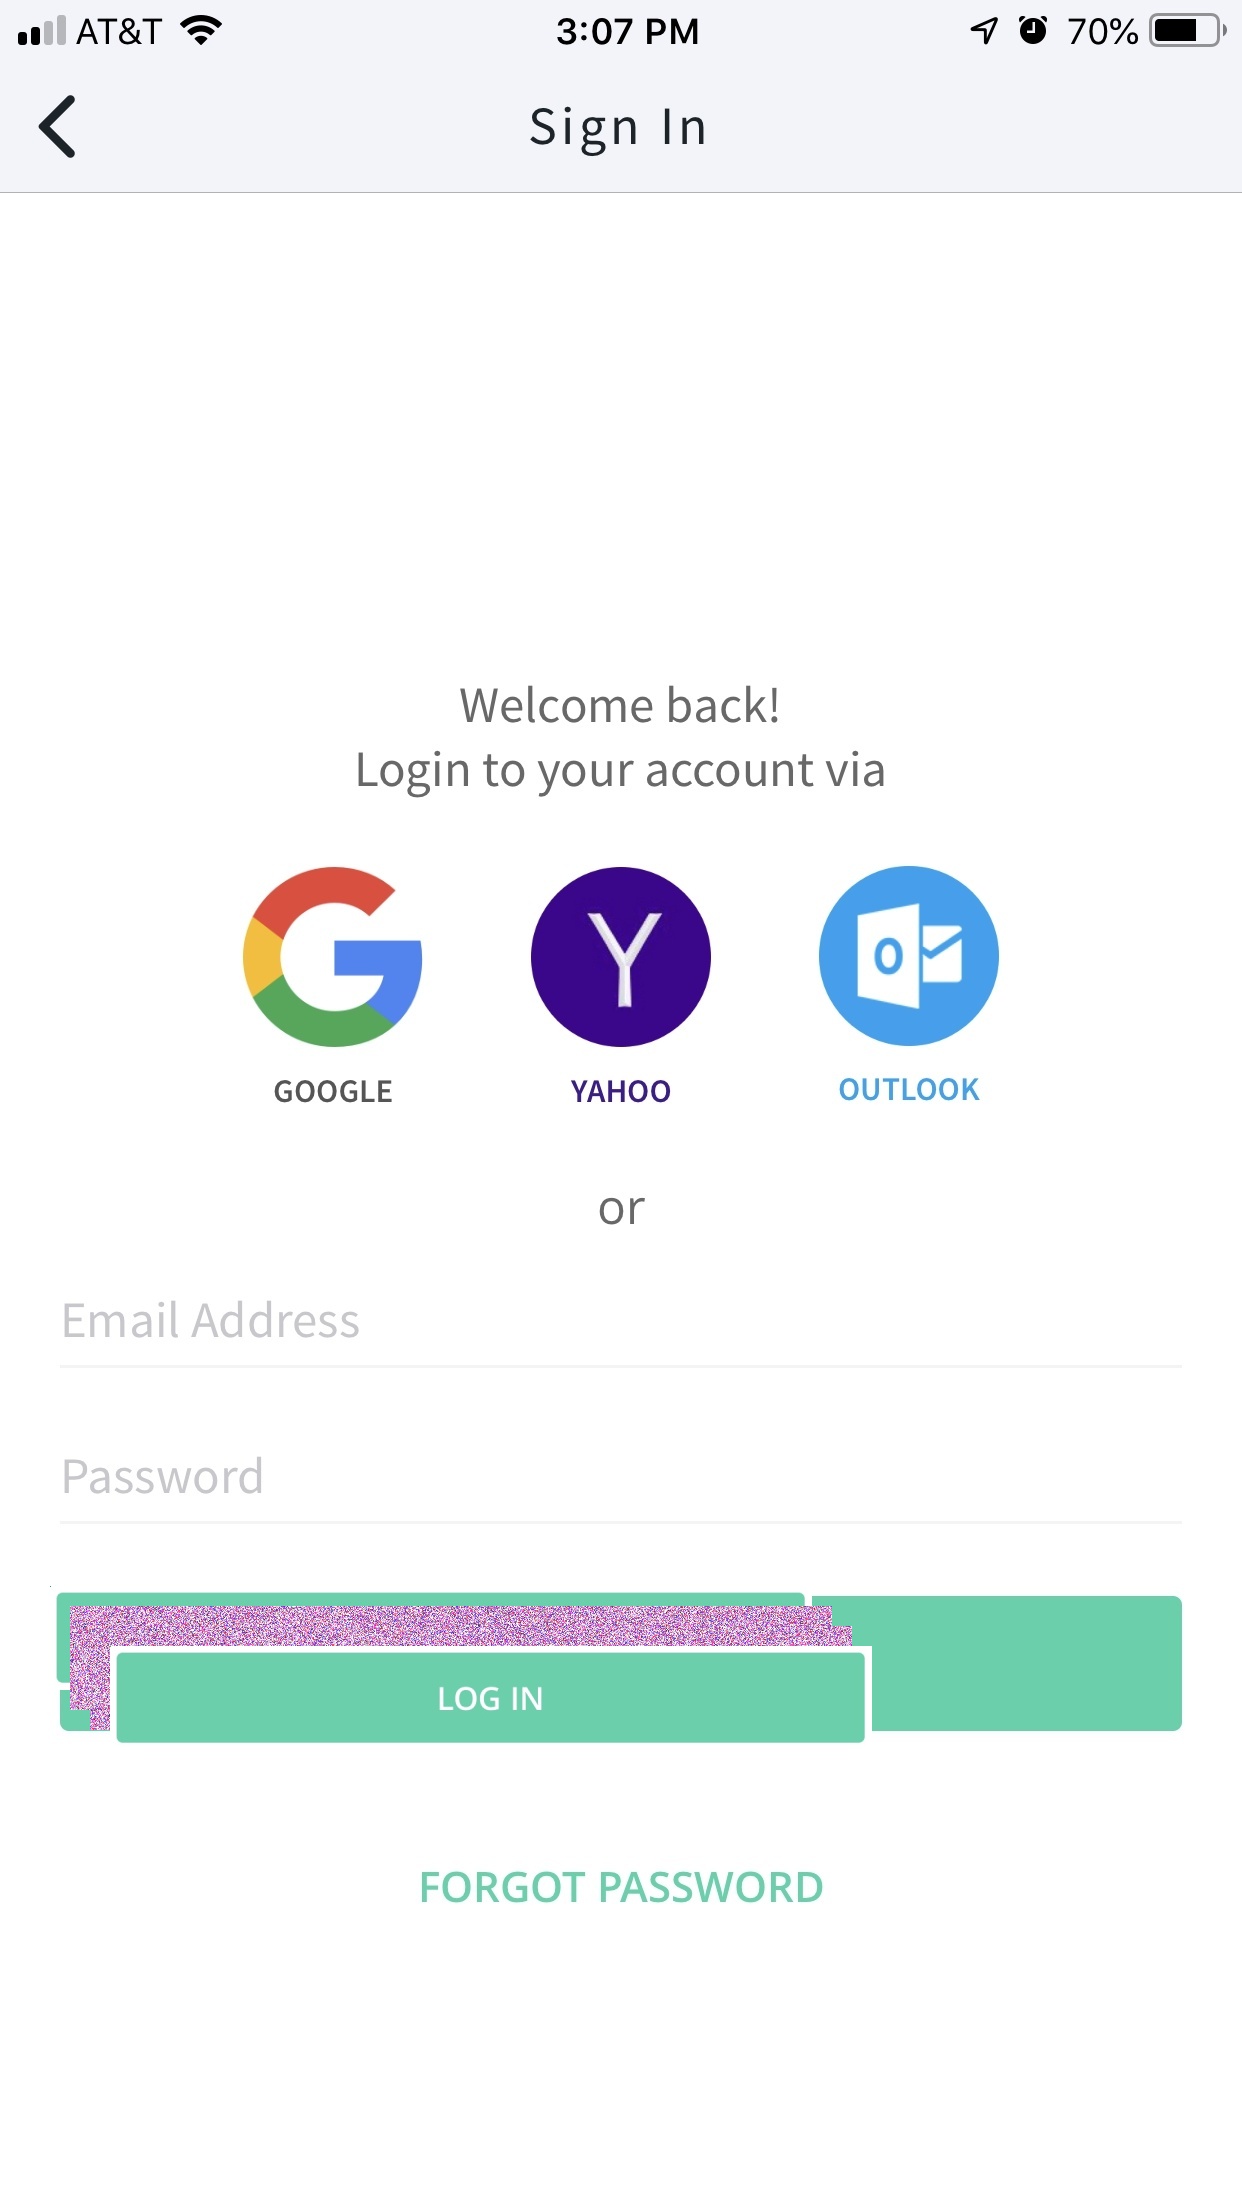 AT&T 3:07 PM 70%
Sign In
Welcome back!
Login to your account via
GOOGLE YAHOO OUTLOOK
or
Email Address
Password
LOG IN
FORGOT PASSWORD